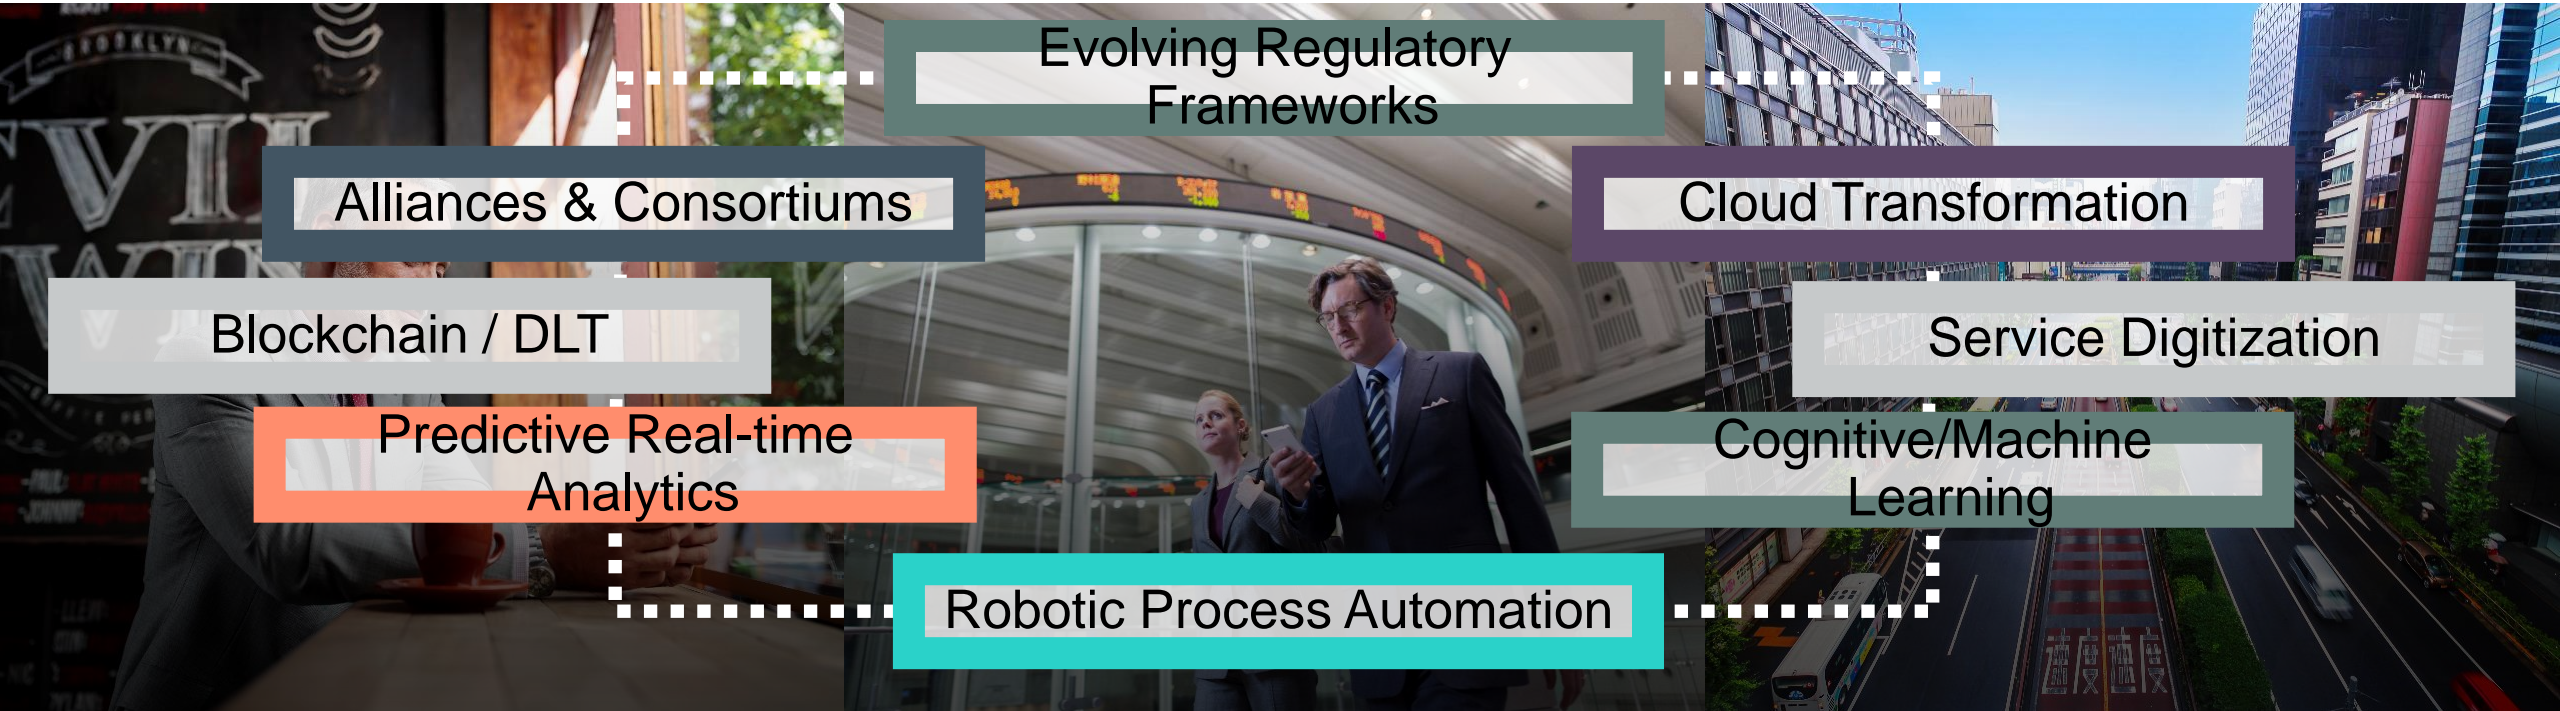 BROOKLYN
Evolving Regulatory
Frameworks
Alliances & Consortiums
Cloud Transformation
Blockchain / DLT
Service Digitization
Predictive Real-time
Analytics
Cognitive/Machine
Learning
Robotic Process Automation